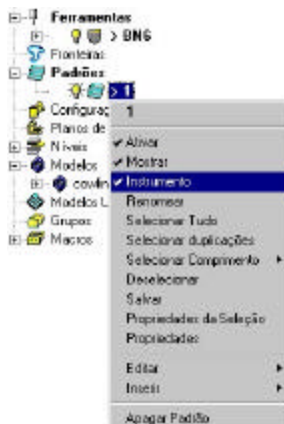 Ferramentas
> BN6
Fronteiras
Padrões
> 1
Configuraç
Planos de
Níveis
Modelos
cowlin
Modelos L
Grupos
Macros
1
Ativar
Mostrar
Instrumento
Renomear
Selecionar Tudo
Selecionar duplicações
Selecionar Comprimento
Deselecionar
Salvar
Propriedades da Seleção
Propriedades
Editar
Inserir
Apagar Padrão